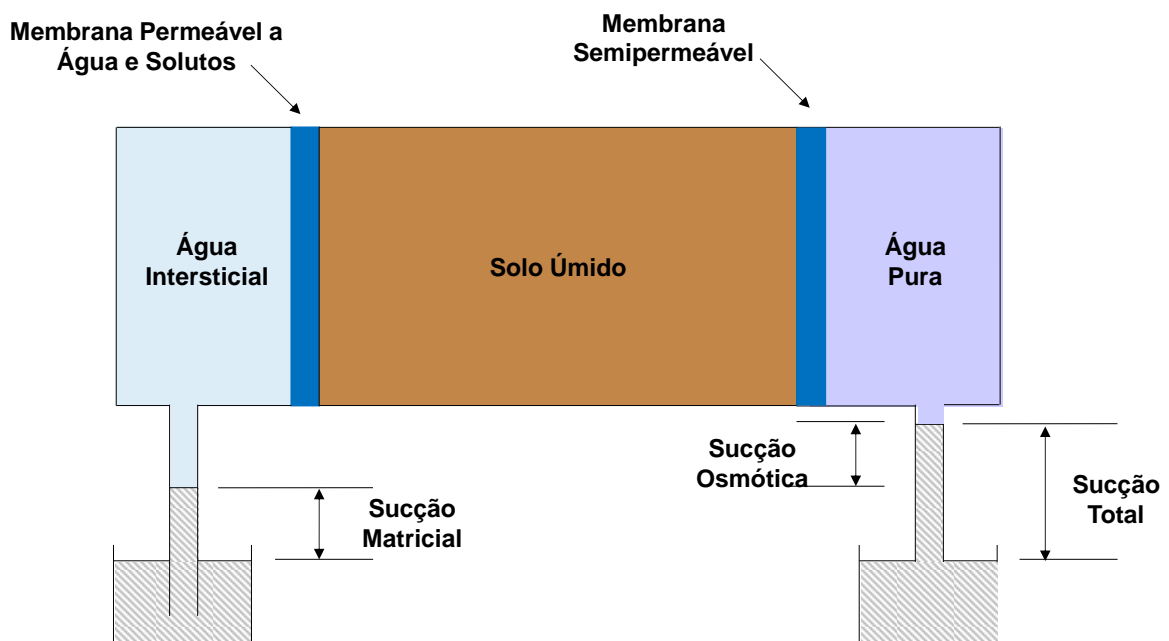 Membrana Permeável a
Água e Solutos
Membrana
Semipermeável
Água
Intersticial
Solo Úmido
Água
Pura
Sucção
Osmótica
Sucção
Matricial
Sucção
Total